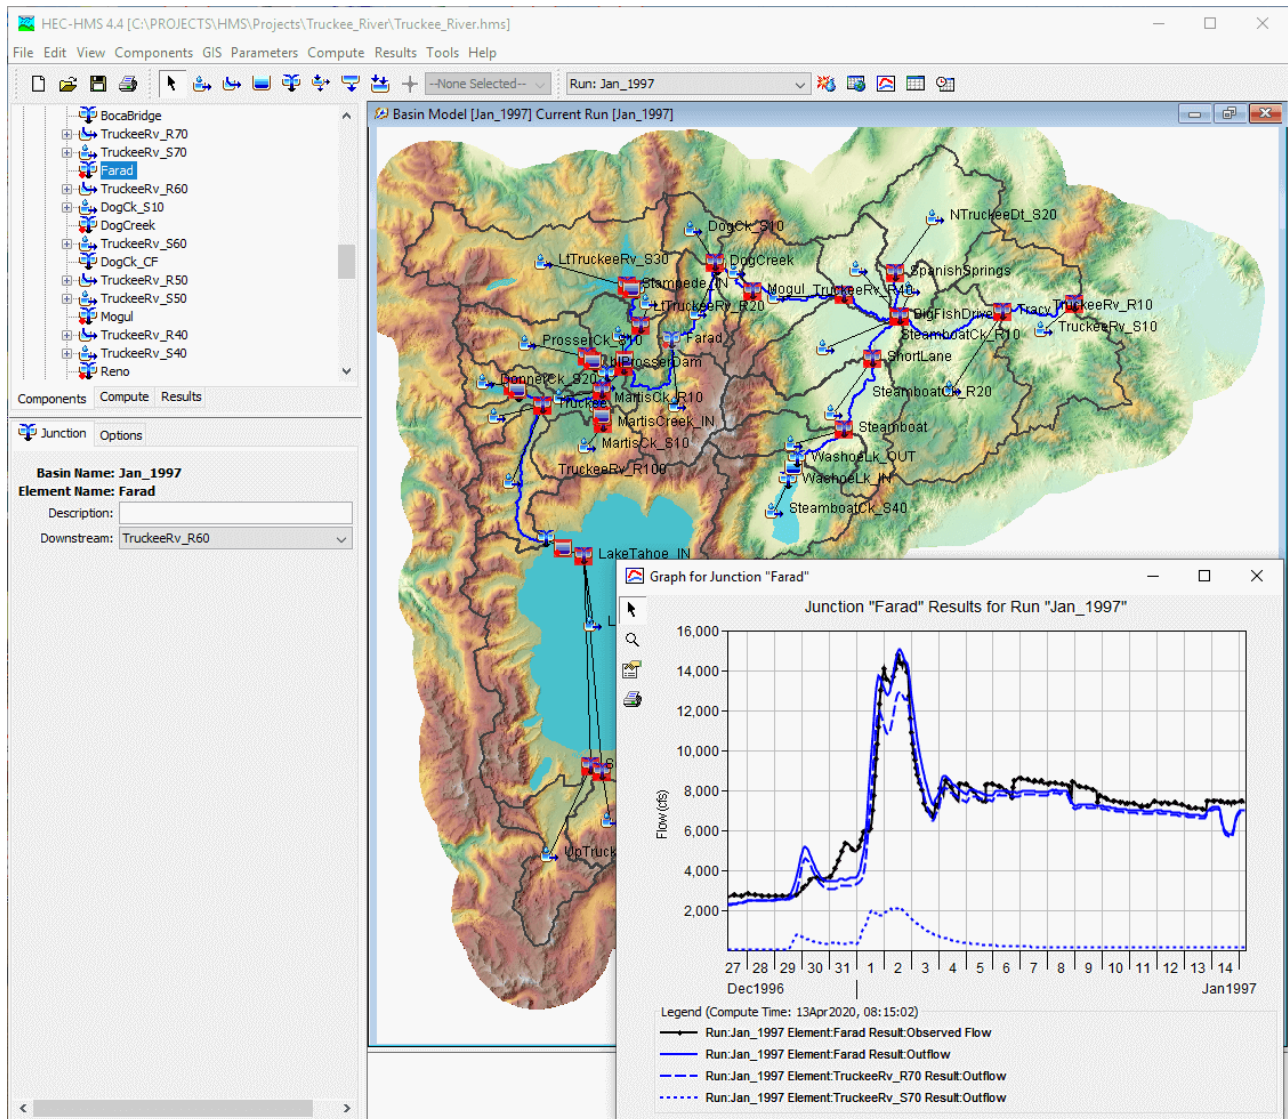 HEC-HMS 4.4 [C:\PROJECTS\HMS\Projects\Truckee_River\Truckee_River.hms]
File Edit View Components GIS Parameters Compute Results Tools Help
--None Selected-- Run: Jan_1997
BocaBridge
TruckeeRv_R70
TruckeeRv_S70
Farad
TruckeeRv_R60
DogCk_S10
DogCreek
TruckeeRv_S60
DogCk_CF
TruckeeRv_R50
TruckeeRv_S50
Mogul
TruckeeRv_R40
TruckeeRv_S40
Reno
Components Compute Results
Junction Options
Basin Name: Jan_1997
Element Name: Farad
Description:
Downstream: TruckeeRv_R60
Basin Model [Jan_1997] Current Run [Jan_1997]
NTruckeeDt_S20
DogCk_S10
LtTruckeeRv_S30
DogCreek
SpanishSprings
Stampede_IN
Mogul
TruckeeRv_R40
TruckeeRv_R10
LtTruckeeRv_R20
BigFishDrive
Tracy
TruckeeRv_S10
ProsserCk_S10
Farad
SteamboatCk_R10
ProsserDam
ShortLane
DonnerCk_S20
SteamboatCk_R20
Truckee
MartisCk_R10
MartisCreek_IN
Steamboat
MartisCk_S10
WashoeLk_OUT
TruckeeRv_R100
WashoeLk_IN
SteamboatCk_S40
LakeTahoe_IN
L
S
UpTruck
Graph for Junction "Farad"
Junction "Farad" Results for Run "Jan_1997"
16,000
14,000
12,000
10,000
8,000
6,000
4,000
2,000
Flow (cfs)
27 28 29 30 31 1 2 3 4 5 6 7 8 9 10 11 12 13 14
Dec1996 Jan1997
Legend (Compute Time: 13Apr2020, 08:15:02)
Run:Jan_1997 Element:Farad Result:Observed Flow
Run:Jan_1997 Element:Farad Result:Outflow
Run:Jan_1997 Element:TruckeeRv_R70 Result:Outflow
Run:Jan_1997 Element:TruckeeRv_S70 Result:Outflow